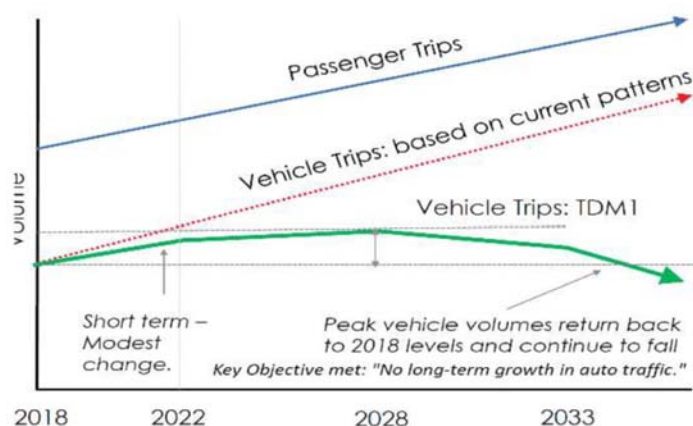 Passenger Trips
Vehicle Trips: based on current patterns
Volume
Vehicle Trips: TDM1
Short term –
Modest
change.
Peak vehicle volumes return back
to 2018 levels and continue to fall
Key Objective met: "No long-term growth in auto traffic."
2018
2022
2028
2033